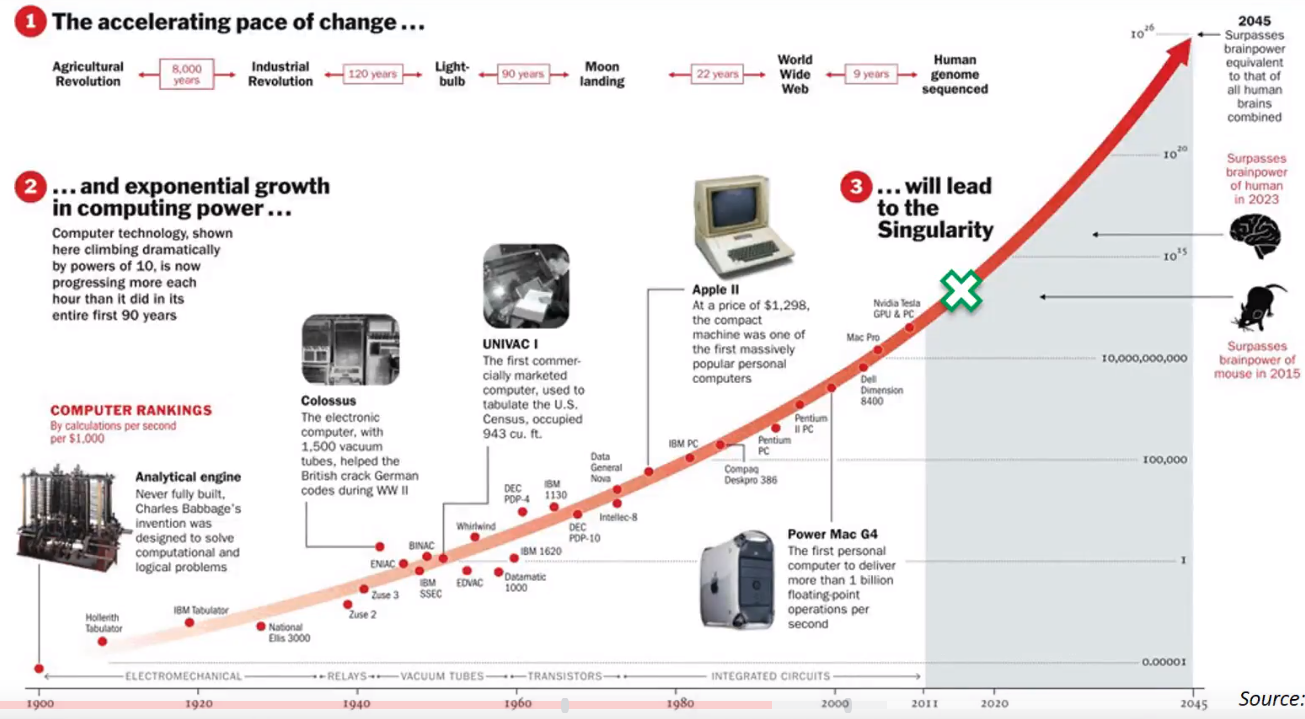 1 The accelerating pace of change...
Agricultural
Revolution
8,000
years
Industrial
Revolution
120 years
Light-
bulb
90 years
Moon
landing
22 years
World
Wide
Web
9 years
Human
genome
sequenced
2 ...and exponential growth
in computing power...
Computer technology, shown
here climbing dramatically
by powers of 10, is now
progressing more each
hour than it did in its
entire first 90 years
COMPUTER RANKINGS
By calculations per second
per $1,000
Analytical engine
Never fully built,
Charles Babbage's
invention was
designed to solve
computational and
logical problems
Colossus
The electronic
computer, with
1,500 vacuum
tubes, helped the
British crack German
codes during WW II
UNIVAC I
The first commer-
cially marketed
computer, used to
tabulate the U.S.
Census, occupied
943 cu. ft.
Apple II
At a price of $1,298,
the compact
machine was one of
the first massively
popular personal
computers
Power Mac G4
The first personal
computer to deliver
more than 1 billion
floating-point
operations per
second
3 ...will lead
to the
Singularity
2045
Surpasses
brainpower
equivalent
to that of
all human
brains
combined
Surpasses
brainpower
of human
in 2023
Surpasses
brainpower of
mouse in 2015
10²⁶
10²⁰
10¹⁵
10,000,000,000
100,000
1
0.00001
Hollerith
Tabulator
IBM Tabulator
National
Ellis 3000
Zuse 2
Zuse 3
ENIAC
BINAC
IBM
SSEC
Whirlwind
EDVAC
Datamatic
1000
IBM 1620
DEC
PDP-4
IBM
1130
DEC
PDP-10
Data
General
Nova
Intellec-8
IBM PC
Compaq
Deskpro 386
Pentium
PC
Pentium
II PC
Dell
Dimension
8400
Mac Pro
Nvidia Tesla
GPU & PC
ELECTROMECHANICAL
RELAYS
VACUUM TUBES
TRANSISTORS
INTEGRATED CIRCUITS
1900
1920
1940
1960
1980
2000
2011
2020
2045
Source: